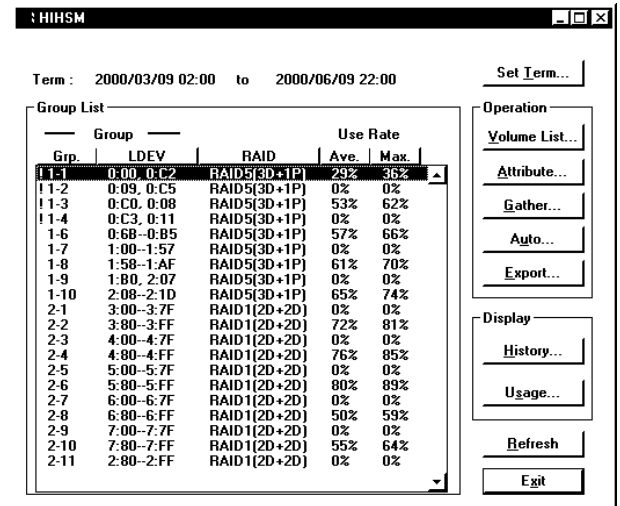 HIHSM
Term : 2000/03/09 02:00 to 2000/06/09 22:00
Set Term...
Group List
Group Use Rate
Grp. LDEV RAID Ave. Max.
! 1-1 0:00, 0:C2 RAID5(3D+1P) 29% 36%
! 1-2 0:09, 0:C5 RAID5(3D+1P) 0% 0%
! 1-3 0:C0, 0:08 RAID5(3D+1P) 53% 62%
! 1-4 0:C3, 0:11 RAID5(3D+1P) 0% 0%
1-6 0:6B--0:B5 RAID5(3D+1P) 57% 66%
1-7 1:00--1:57 RAID5(3D+1P) 0% 0%
1-8 1:58--1:AF RAID5(3D+1P) 61% 70%
1-9 1:B0, 2:07 RAID5(3D+1P) 0% 0%
1-10 2:08--2:1D RAID5(3D+1P) 65% 74%
2-1 3:00--3:7F RAID1(2D+2D) 0% 0%
2-2 3:80--3:FF RAID1(2D+2D) 72% 81%
2-3 4:00--4:7F RAID1(2D+2D) 0% 0%
2-4 4:80--4:FF RAID1(2D+2D) 76% 85%
2-5 5:00--5:7F RAID1(2D+2D) 0% 0%
2-6 5:80--5:FF RAID1(2D+2D) 80% 89%
2-7 6:00--6:7F RAID1(2D+2D) 0% 0%
2-8 6:80--6:FF RAID1(2D+2D) 50% 59%
2-9 7:00--7:7F RAID1(2D+2D) 0% 0%
2-10 7:80--7:FF RAID1(2D+2D) 55% 64%
2-11 2:80--2:FF RAID1(2D+2D) 0% 0%
Operation
Volume List...
Attribute...
Gather...
Auto...
Export...
Display
History...
Usage...
Refresh
Exit